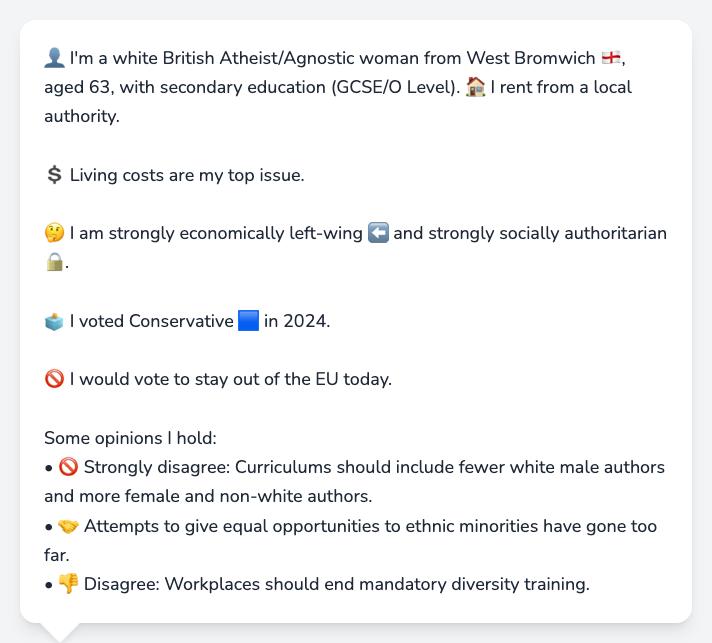 👤 I'm a white British Atheist/Agnostic woman from West Bromwich 🏴󠁧󠁢󠁥󠁮󠁧󠁿,
aged 63, with secondary education (GCSE/O Level). 🏠 I rent from a local
authority.
💲 Living costs are my top issue.
🤔 I am strongly economically left-wing ⬅️ and strongly socially authoritarian
🔒.
🗳️ I voted Conservative 🟦 in 2024.
🚫 I would vote to stay out of the EU today.
Some opinions I hold:
• 🚫 Strongly disagree: Curriculums should include fewer white male authors
and more female and non-white authors.
• 🤝 Attempts to give equal opportunities to ethnic minorities have gone too
far.
• 👎 Disagree: Workplaces should end mandatory diversity training.